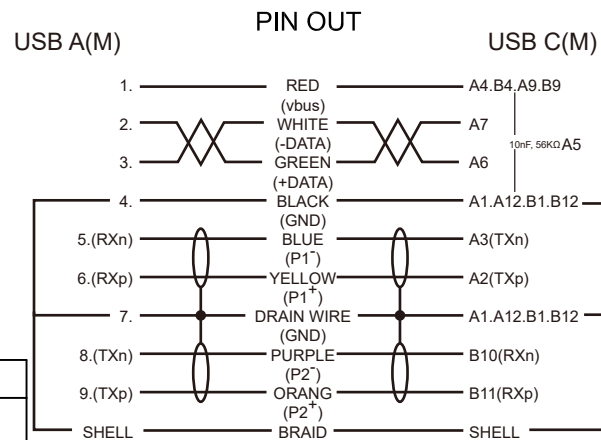 PIN OUT
USB A(M) USB C(M)
1. RED A4.B4.A9.B9
(vbus)
2. WHITE A7
(-DATA) 10nF, 56KΩ A5
3. GREEN A6
(+DATA)
4. BLACK A1.A12.B1.B12
(GND)
5.(RXn) BLUE A3(TXn)
(P1-)
6.(RXp) YELLOW A2(TXp)
(P1+)
7. DRAIN WIRE A1.A12.B1.B12
(GND)
8.(TXn) PURPLE B10(RXn)
(P2-)
9.(TXp) ORANG B11(RXp)
(P2+)
SHELL BRAID SHELL